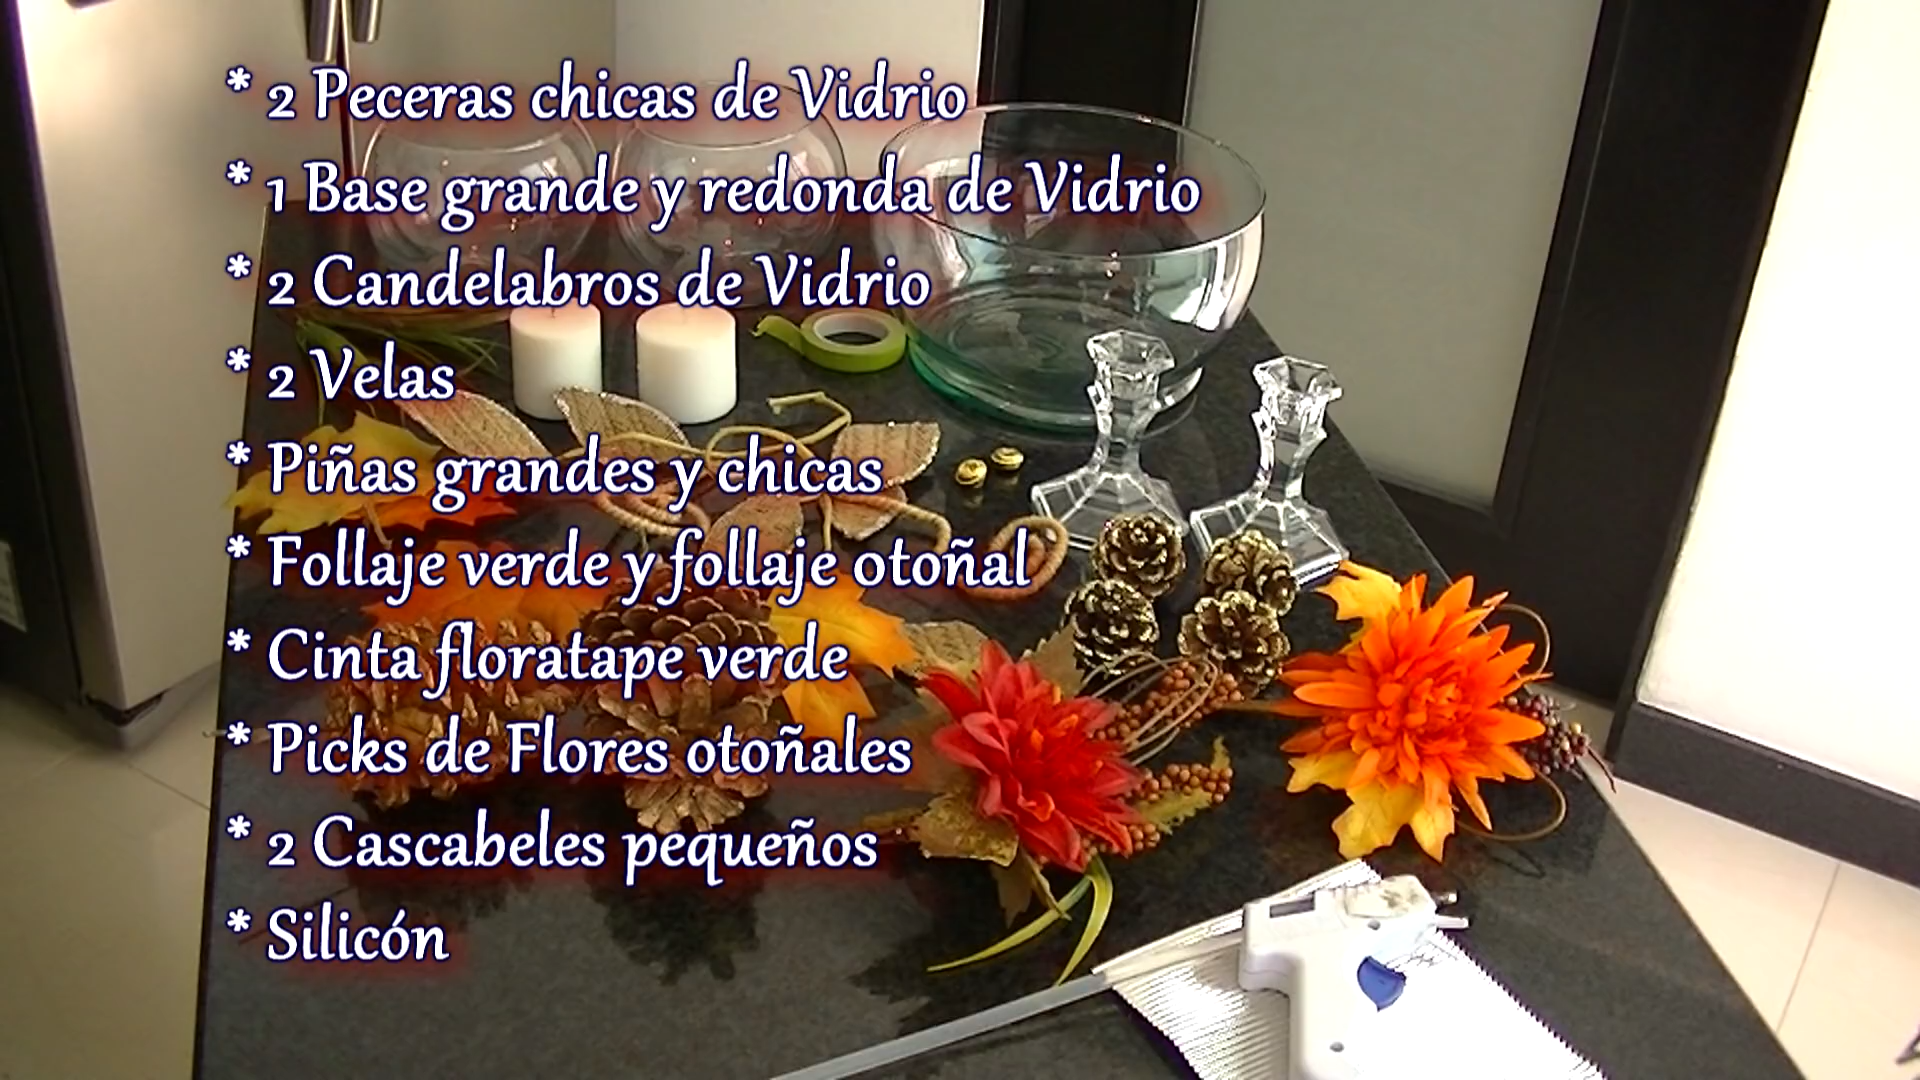 * 2 Peceras chicas de Vidrio
* 1 Base grande y redonda de Vidrio
* 2 Candelabros de Vidrio
* 2 Velas
* Piñas grandes y chicas
* Follaje verde y follaje otoñal
* Cinta floratape verde
* Picks de Flores otoñales
* 2 Cascabeles pequeños
* Silicón